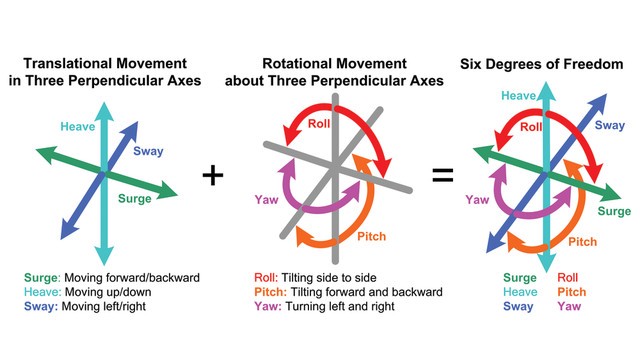 Translational Movement
in Three Perpendicular Axes
Heave
Sway
Surge
Surge: Moving forward/backward
Heave: Moving up/down
Sway: Moving left/right
+
Rotational Movement
about Three Perpendicular Axes
Roll
Yaw
Pitch
Roll: Tilting side to side
Pitch: Tilting forward and backward
Yaw: Turning left and right
=
Six Degrees of Freedom
Heave
Roll
Sway
Yaw
Surge
Pitch
Surge Roll
Heave Pitch
Sway Yaw